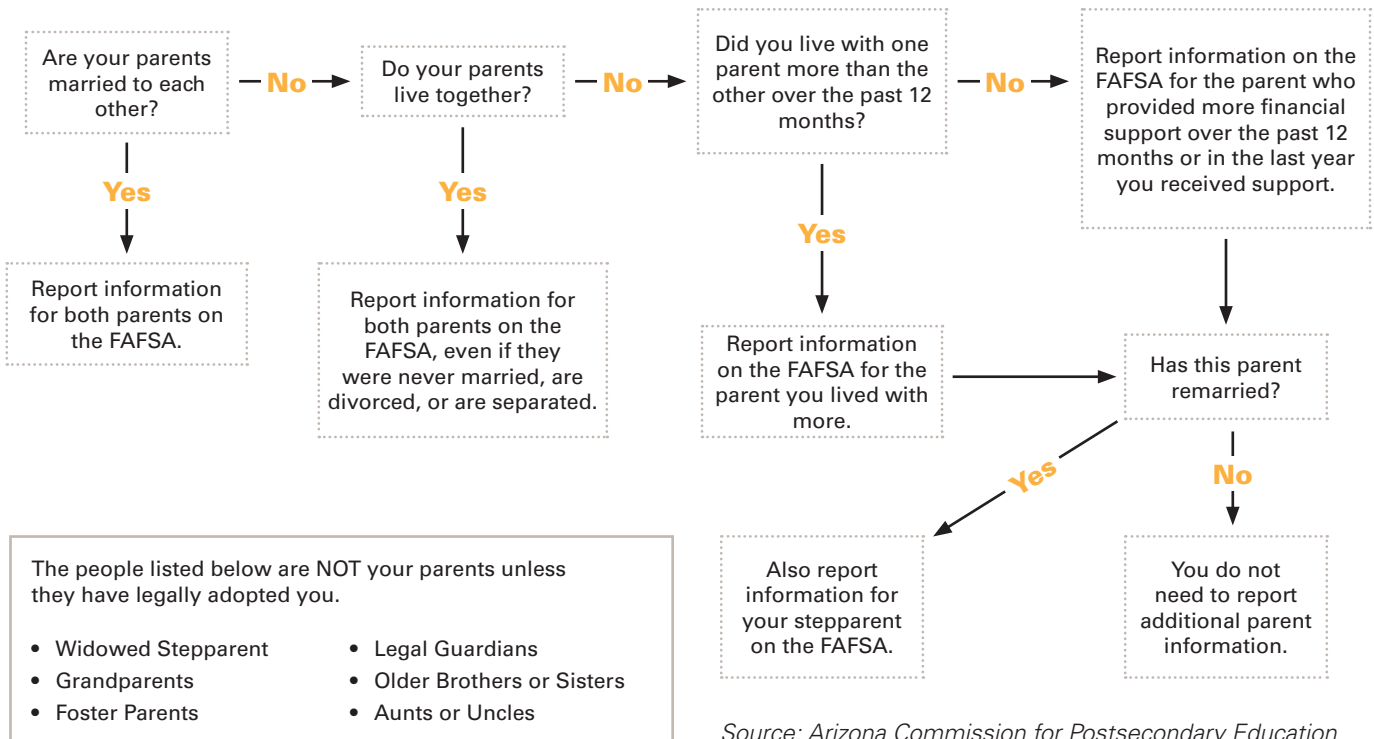 Are your parents
married to each
other?
No
Do your parents
live together?
No
Did you live with one
parent more than the
other over the past 12
months?
No
Report information on the
FAFSA for the parent who
provided more financial
support over the past 12
months or in the last year
you received support.
Yes
Yes
Yes
Report information
for both parents on
the FAFSA.
Report information for
both parents on the
FAFSA, even if they
were never married, are
divorced, or are separated.
Report information
on the FAFSA for the
parent you lived with
more.
Has this parent
remarried?
Yes
No
Also report
information for
your stepparent
on the FAFSA.
You do not
need to report
additional parent
information.
The people listed below are NOT your parents unless
they have legally adopted you.
• Widowed Stepparent
• Grandparents
• Foster Parents
• Legal Guardians
• Older Brothers or Sisters
• Aunts or Uncles
Source: Arizona Commission for Postsecondary Education